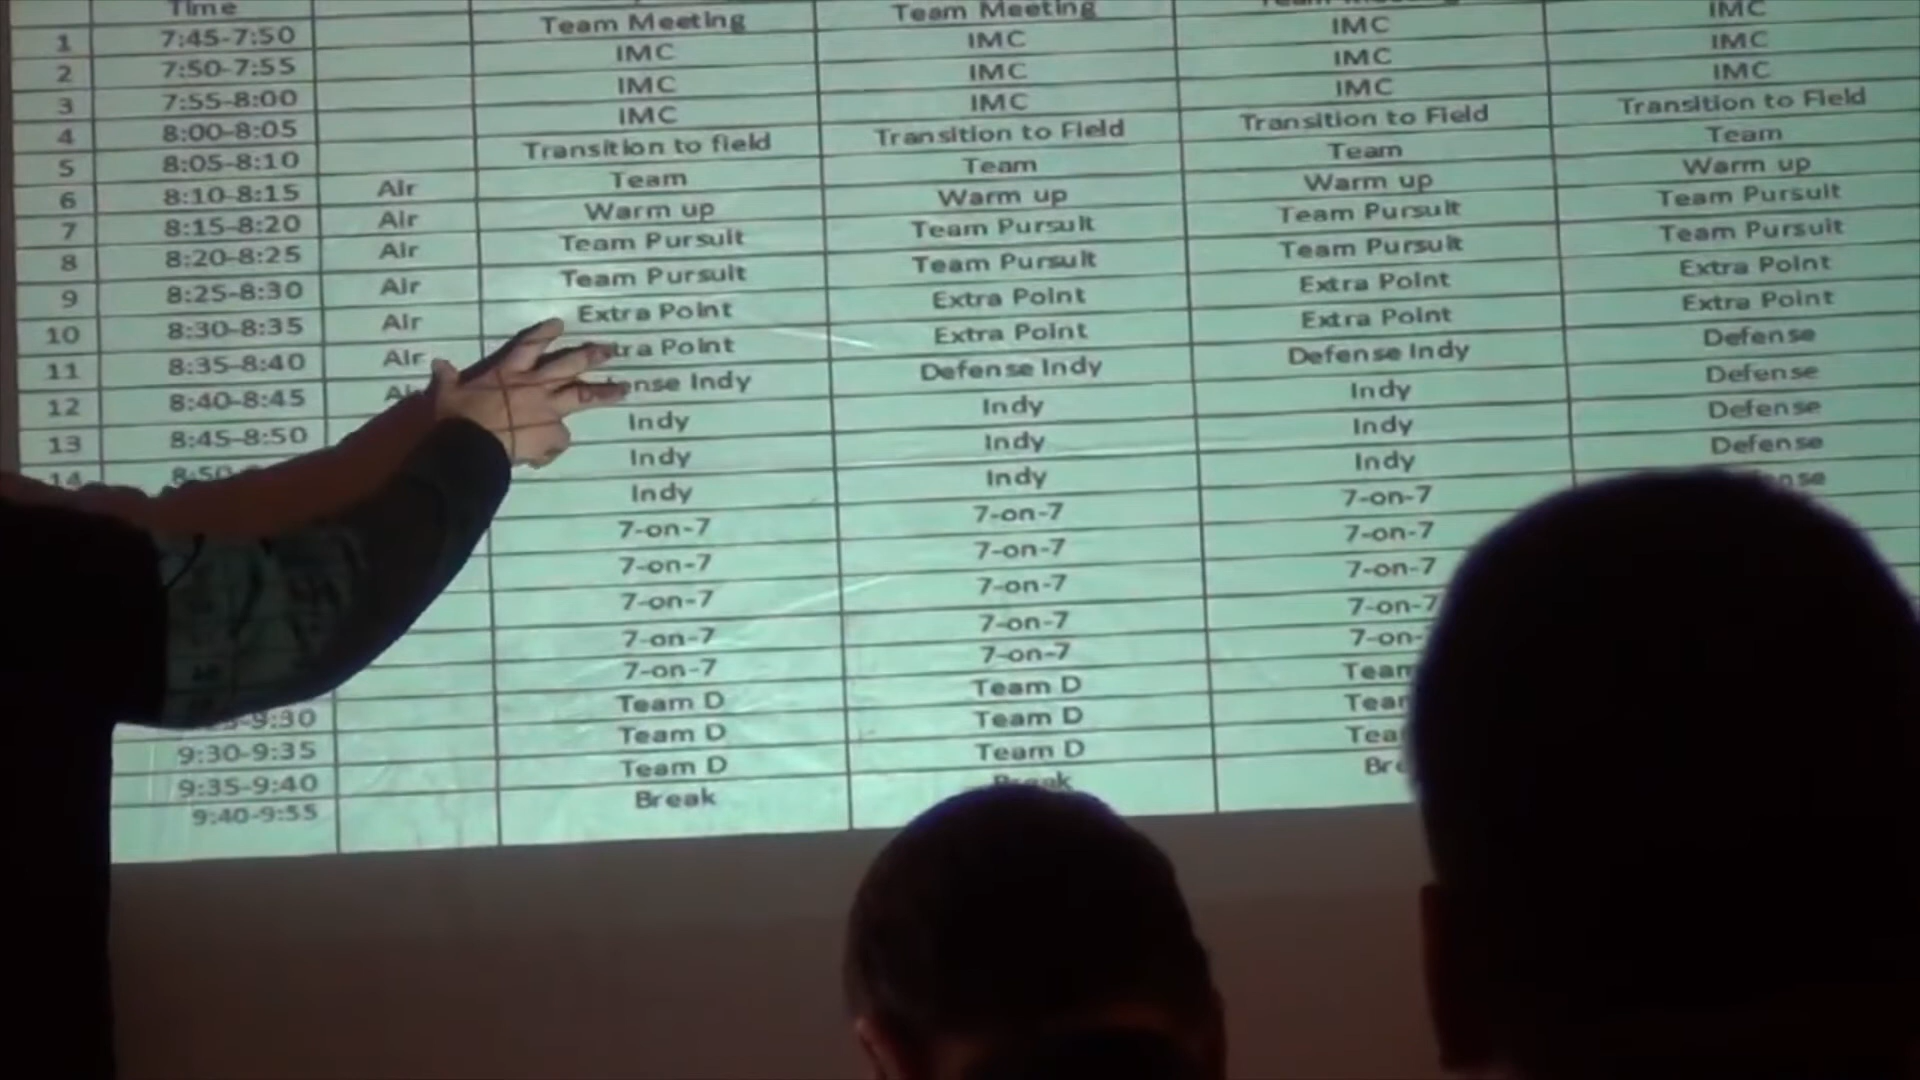 Time
1 7:45-7:50 Team Meeting Team Meeting
2 7:50-7:55 IMC IMC IMC IMC
3 7:55-8:00 IMC IMC IMC IMC
4 8:00-8:05 IMC IMC IMC IMC
5 8:05-8:10 Transition to field Transition to Field Transition to Field Transition to Field
6 8:10-8:15 Air Team Team Team Team
7 8:15-8:20 Air Warm up Warm up Warm up Warm up
8 8:20-8:25 Air Team Pursuit Team Pursuit Team Pursuit Team Pursuit
9 8:25-8:30 Air Team Pursuit Team Pursuit Team Pursuit Team Pursuit
10 8:30-8:35 Air Extra Point Extra Point Extra Point Extra Point
11 8:35-8:40 Air Point Extra Point Extra Point Extra Point
12 8:40-8:45 Indy Defense Indy Defense Indy Defense
13 8:45-8:50 Indy Indy Indy Defense
14 Indy Indy Indy Defense
Indy Indy Indy Defense
7-on-7 7-on-7 7-on-7
7-on-7 7-on-7 7-on-7
7-on-7 7-on-7 7-on-7
7-on-7 7-on-7 7-on-7
7-on-7 7-on-7
Team D Team D Team
9:30-9:35 Team D Team D
9:35-9:40 Team D Team D
9:40-9:55 Break